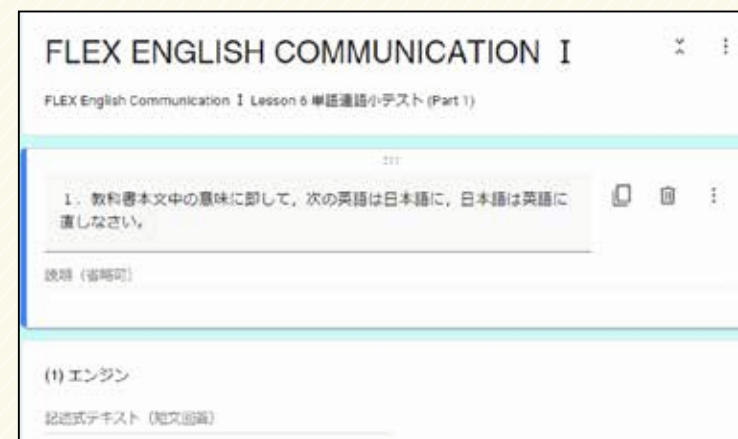 FLEX ENGLISH COMMUNICATION Ⅰ
FLEX English Communication Ⅰ Lesson 6 単語連語小テスト (Part 1)
1. 教科書本文中の意味に即して，次の英語は日本語に，日本語は英語に
直しなさい。
説明（省略可）
(1) エンジン
記述式テキスト（短文回答）